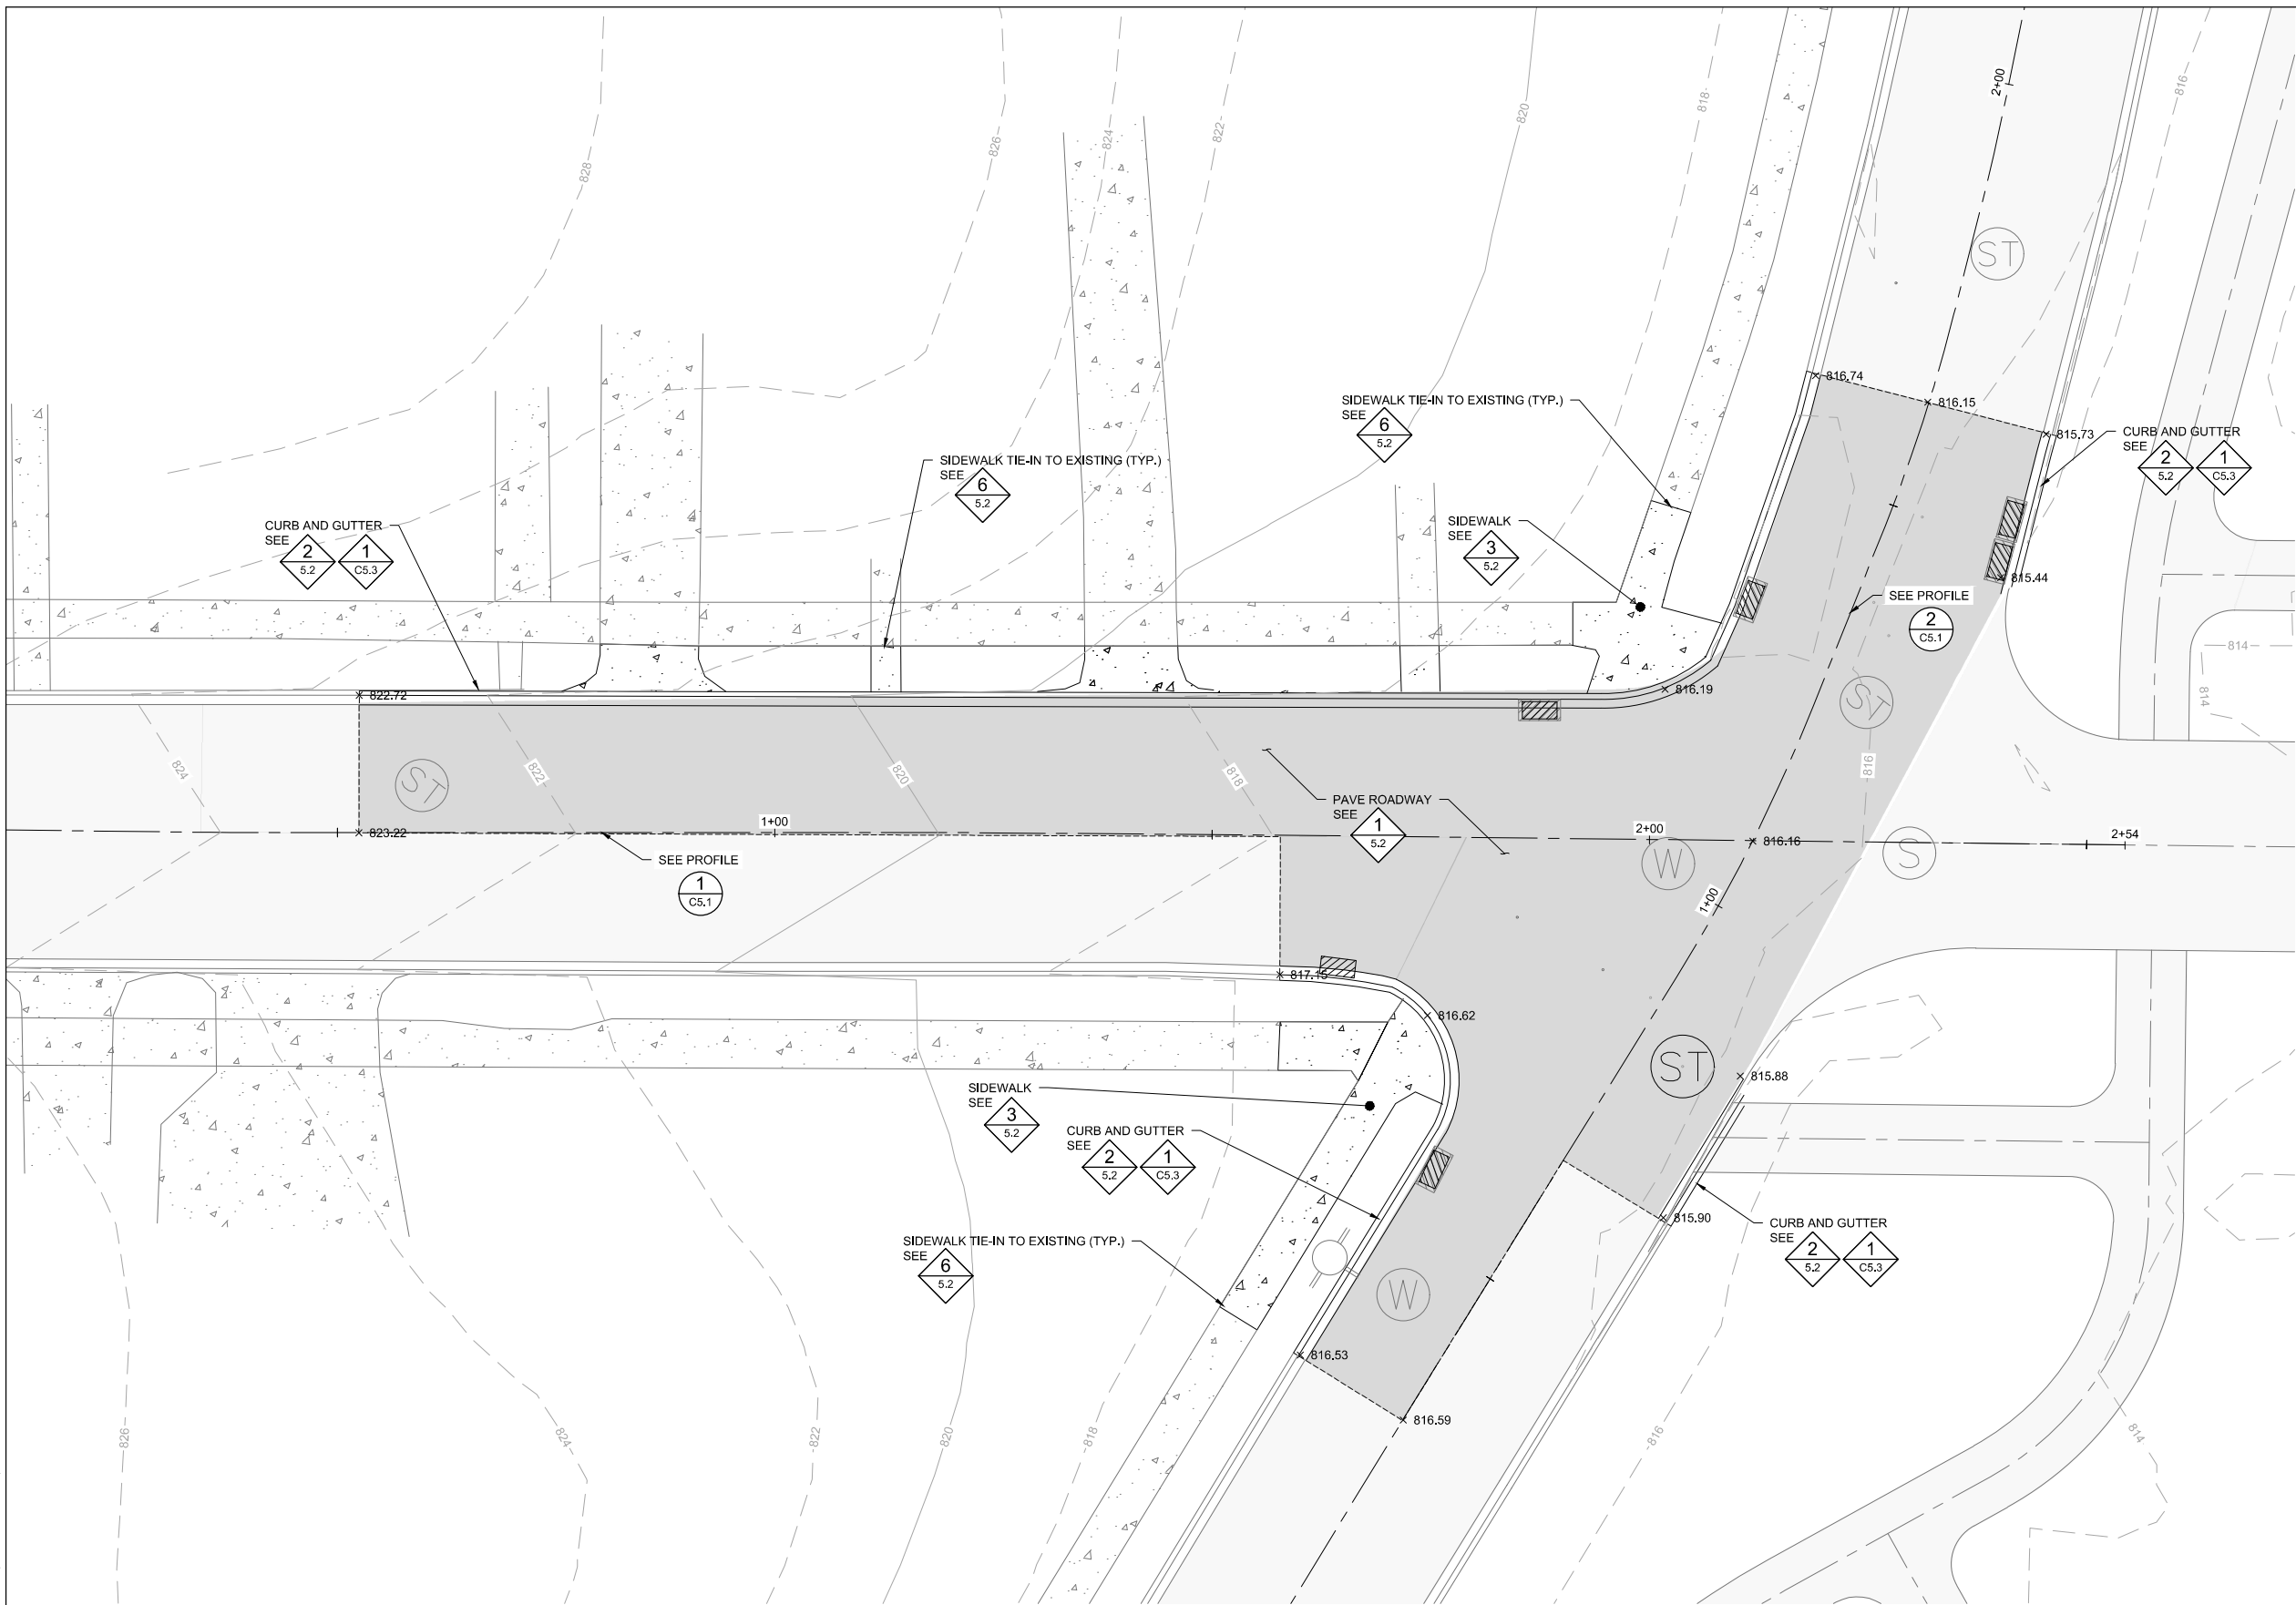 2+00
816
828
826
824
822
820
818
ST
816.74
816.15
815.73
SIDEWALK TIE-IN TO EXISTING (TYP.)
SEE
6
5.2
CURB AND GUTTER
SEE
2
5.2
1
C5.3
SIDEWALK TIE-IN TO EXISTING (TYP.)
SEE
6
5.2
SIDEWALK
SEE
3
5.2
CURB AND GUTTER
SEE
2
5.2
1
C5.3
815.44
SEE PROFILE
2
C5.1
814
814
822.72
816.19
ST
ST
824
822
820
818
816
PAVE ROADWAY
SEE
1
5.2
823.22
1+00
2+00
816.16
2+54
W
S
SEE PROFILE
1
C5.1
1+00
817.15
816.62
ST
815.88
SIDEWALK
SEE
3
5.2
CURB AND GUTTER
SEE
2
5.2
1
C5.3
815.90
CURB AND GUTTER
SEE
2
5.2
1
C5.3
SIDEWALK TIE-IN TO EXISTING (TYP.)
SEE
6
5.2
W
816.53
816.59
826
824
822
820
818
816
814